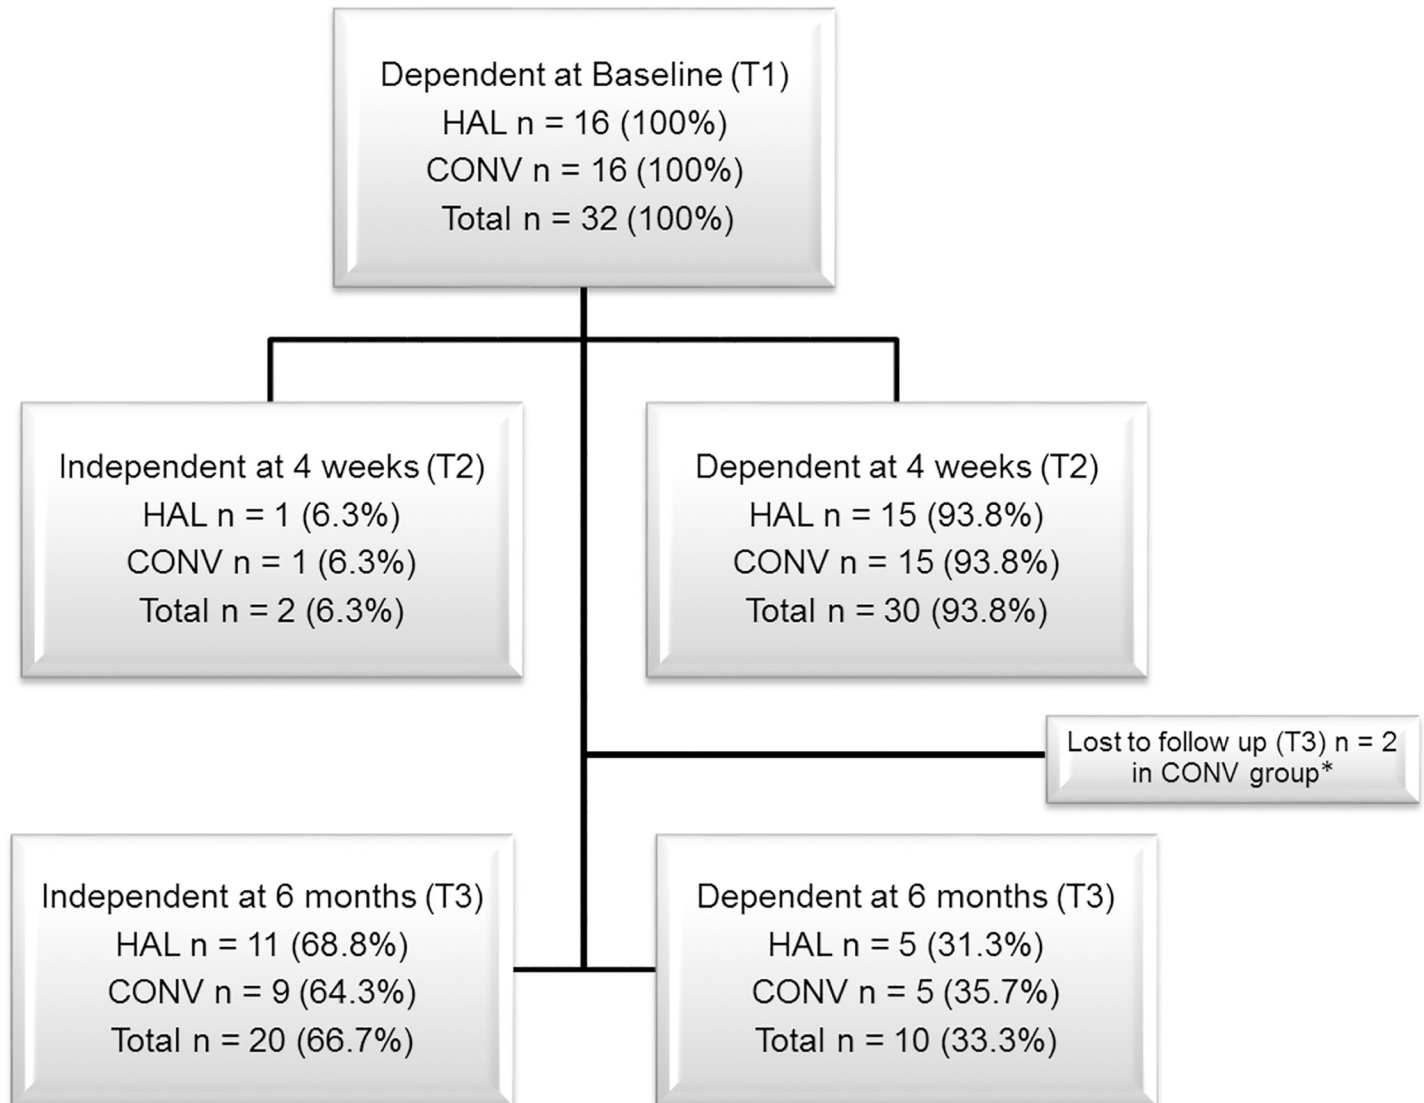 Dependent at Baseline (T1)
HAL n = 16 (100%)
CONV n = 16 (100%)
Total n = 32 (100%)
Independent at 4 weeks (T2)
HAL n = 1 (6.3%)
CONV n = 1 (6.3%)
Total n = 2 (6.3%)
Dependent at 4 weeks (T2)
HAL n = 15 (93.8%)
CONV n = 15 (93.8%)
Total n = 30 (93.8%)
Lost to follow up (T3) n = 2
in CONV group*
Independent at 6 months (T3)
HAL n = 11 (68.8%)
CONV n = 9 (64.3%)
Total n = 20 (66.7%)
Dependent at 6 months (T3)
HAL n = 5 (31.3%)
CONV n = 5 (35.7%)
Total n = 10 (33.3%)